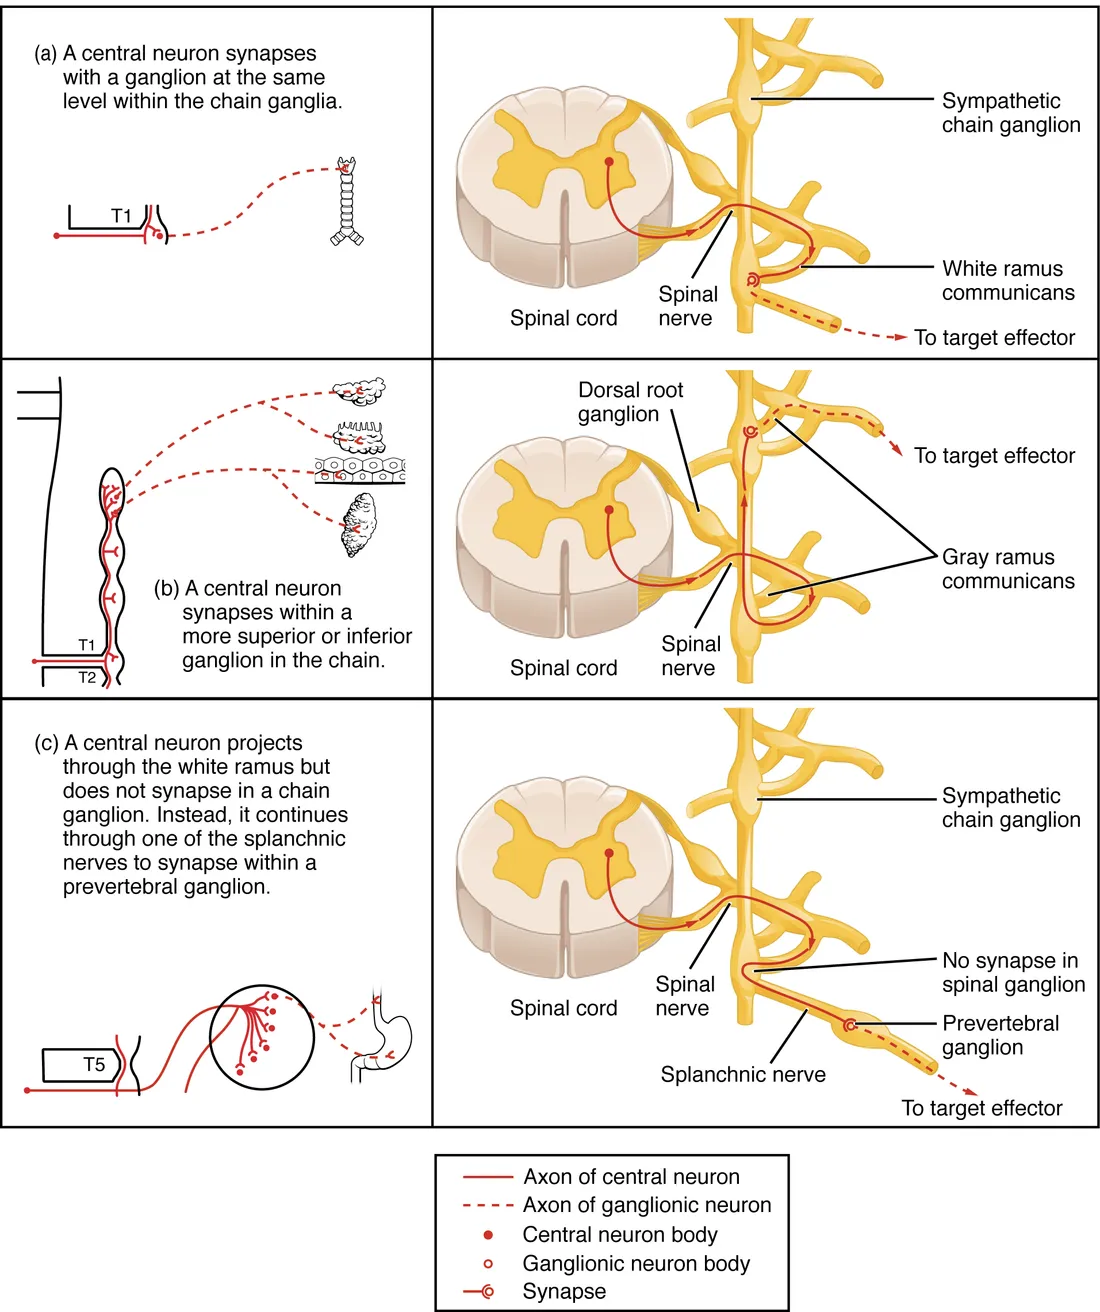 (a) A central neuron synapses
with a ganglion at the same
level within the chain ganglia.
T1
Sympathetic
chain ganglion
White ramus
communicans
Spinal
nerve
Spinal cord
To target effector
(b) A central neuron
synapses within a
more superior or inferior
ganglion in the chain.
T1
T2
Dorsal root
ganglion
To target effector
Gray ramus
communicans
Spinal
nerve
Spinal cord
(c) A central neuron projects
through the white ramus but
does not synapse in a chain
ganglion. Instead, it continues
through one of the splanchnic
nerves to synapse within a
prevertebral ganglion.
T5
Sympathetic
chain ganglion
No synapse in
spinal ganglion
Spinal
nerve
Spinal cord
Prevertebral
ganglion
Splanchnic nerve
To target effector
Axon of central neuron
Axon of ganglionic neuron
Central neuron body
Ganglionic neuron body
Synapse